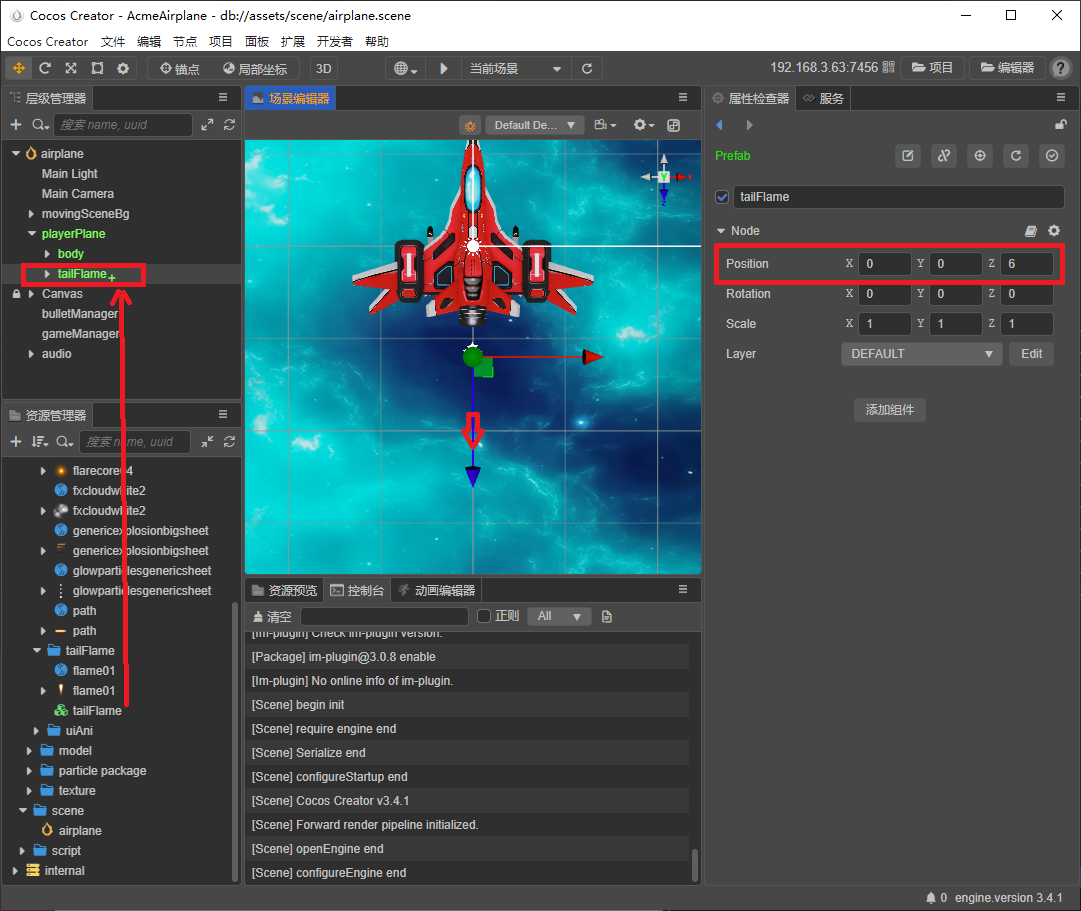 Cocos Creator - AcmeAirplane - db://assets/scene/airplane.scene
Cocos Creator 文件 编辑 节点 项目 面板 扩展 开发者 帮助
锚点 局部坐标 3D 当前场景 192.168.3.63:7456 项目 编辑器 ?
层级管理器
搜索 name, uuid
airplane
Main Light
Main Camera
movingSceneBg
playerPlane
body
tailFlame
Canvas
bulletManager
gameManager
audio
资源管理器
搜索 name, uuid
flarecore04
fxcloudwhite2
fxcloudwhite2
genericexplosionbigsheet
genericexplosionbigsheet
glowparticlesgenericsheet
glowparticlesgenericsheet
path
path
tailFlame
flame01
flame01
tailFlame
uiAni
model
particle package
texture
scene
airplane
script
internal
场景编辑器
Default De...
Y
资源预览 控制台 动画编辑器
清空 正则 All
[Im-plugin] Check im-plugin version.
[Package] im-plugin@3.0.8 enable
[Im-plugin] No online info of im-plugin.
[Scene] begin init
[Scene] require engine end
[Scene] Serialize end
[Scene] configureStartup end
[Scene] Cocos Creator v3.4.1
[Scene] Forward render pipeline initialized.
[Scene] openEngine end
[Scene] configureEngine end
属性检查器 服务
Prefab
tailFlame
Node
Position X 0 Y 0 Z 6
Rotation X 0 Y 0 Z 0
Scale X 1 Y 1 Z 1
Layer DEFAULT Edit
添加组件
0 engine.version 3.4.1